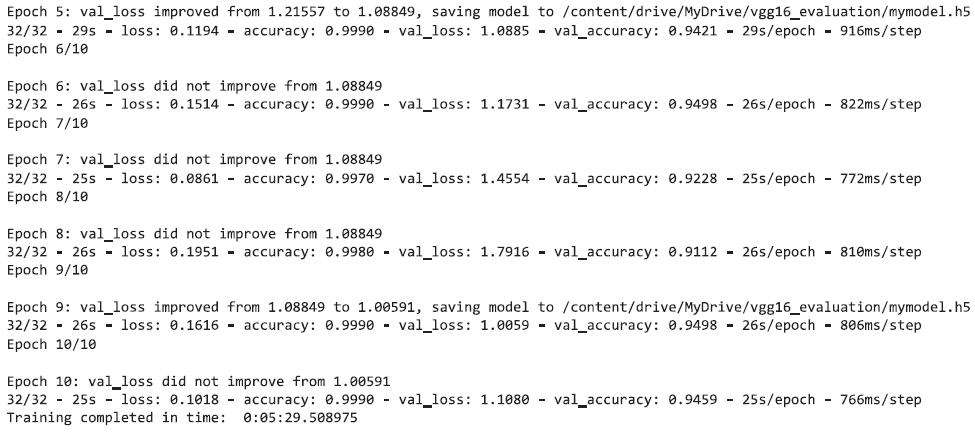 Epoch 5: val_loss improved from 1.21557 to 1.08849, saving model to /content/drive/MyDrive/vgg16_evaluation/mymodel.h5
32/32 - 29s - loss: 0.1194 - accuracy: 0.9990 - val_loss: 1.0885 - val_accuracy: 0.9421 - 29s/epoch - 916ms/step
Epoch 6/10
Epoch 6: val_loss did not improve from 1.08849
32/32 - 26s - loss: 0.1514 - accuracy: 0.9990 - val_loss: 1.1731 - val_accuracy: 0.9498 - 26s/epoch - 822ms/step
Epoch 7/10
Epoch 7: val_loss did not improve from 1.08849
32/32 - 25s - loss: 0.0861 - accuracy: 0.9970 - val_loss: 1.4554 - val_accuracy: 0.9228 - 25s/epoch - 772ms/step
Epoch 8/10
Epoch 8: val_loss did not improve from 1.08849
32/32 - 26s - loss: 0.1951 - accuracy: 0.9980 - val_loss: 1.7916 - val_accuracy: 0.9112 - 26s/epoch - 810ms/step
Epoch 9/10
Epoch 9: val_loss improved from 1.08849 to 1.00591, saving model to /content/drive/MyDrive/vgg16_evaluation/mymodel.h5
32/32 - 26s - loss: 0.1616 - accuracy: 0.9990 - val_loss: 1.0059 - val_accuracy: 0.9498 - 26s/epoch - 806ms/step
Epoch 10/10
Epoch 10: val_loss did not improve from 1.00591
32/32 - 25s - loss: 0.1018 - accuracy: 0.9990 - val_loss: 1.1080 - val_accuracy: 0.9459 - 25s/epoch - 766ms/step
Training completed in time:  0:05:29.508975